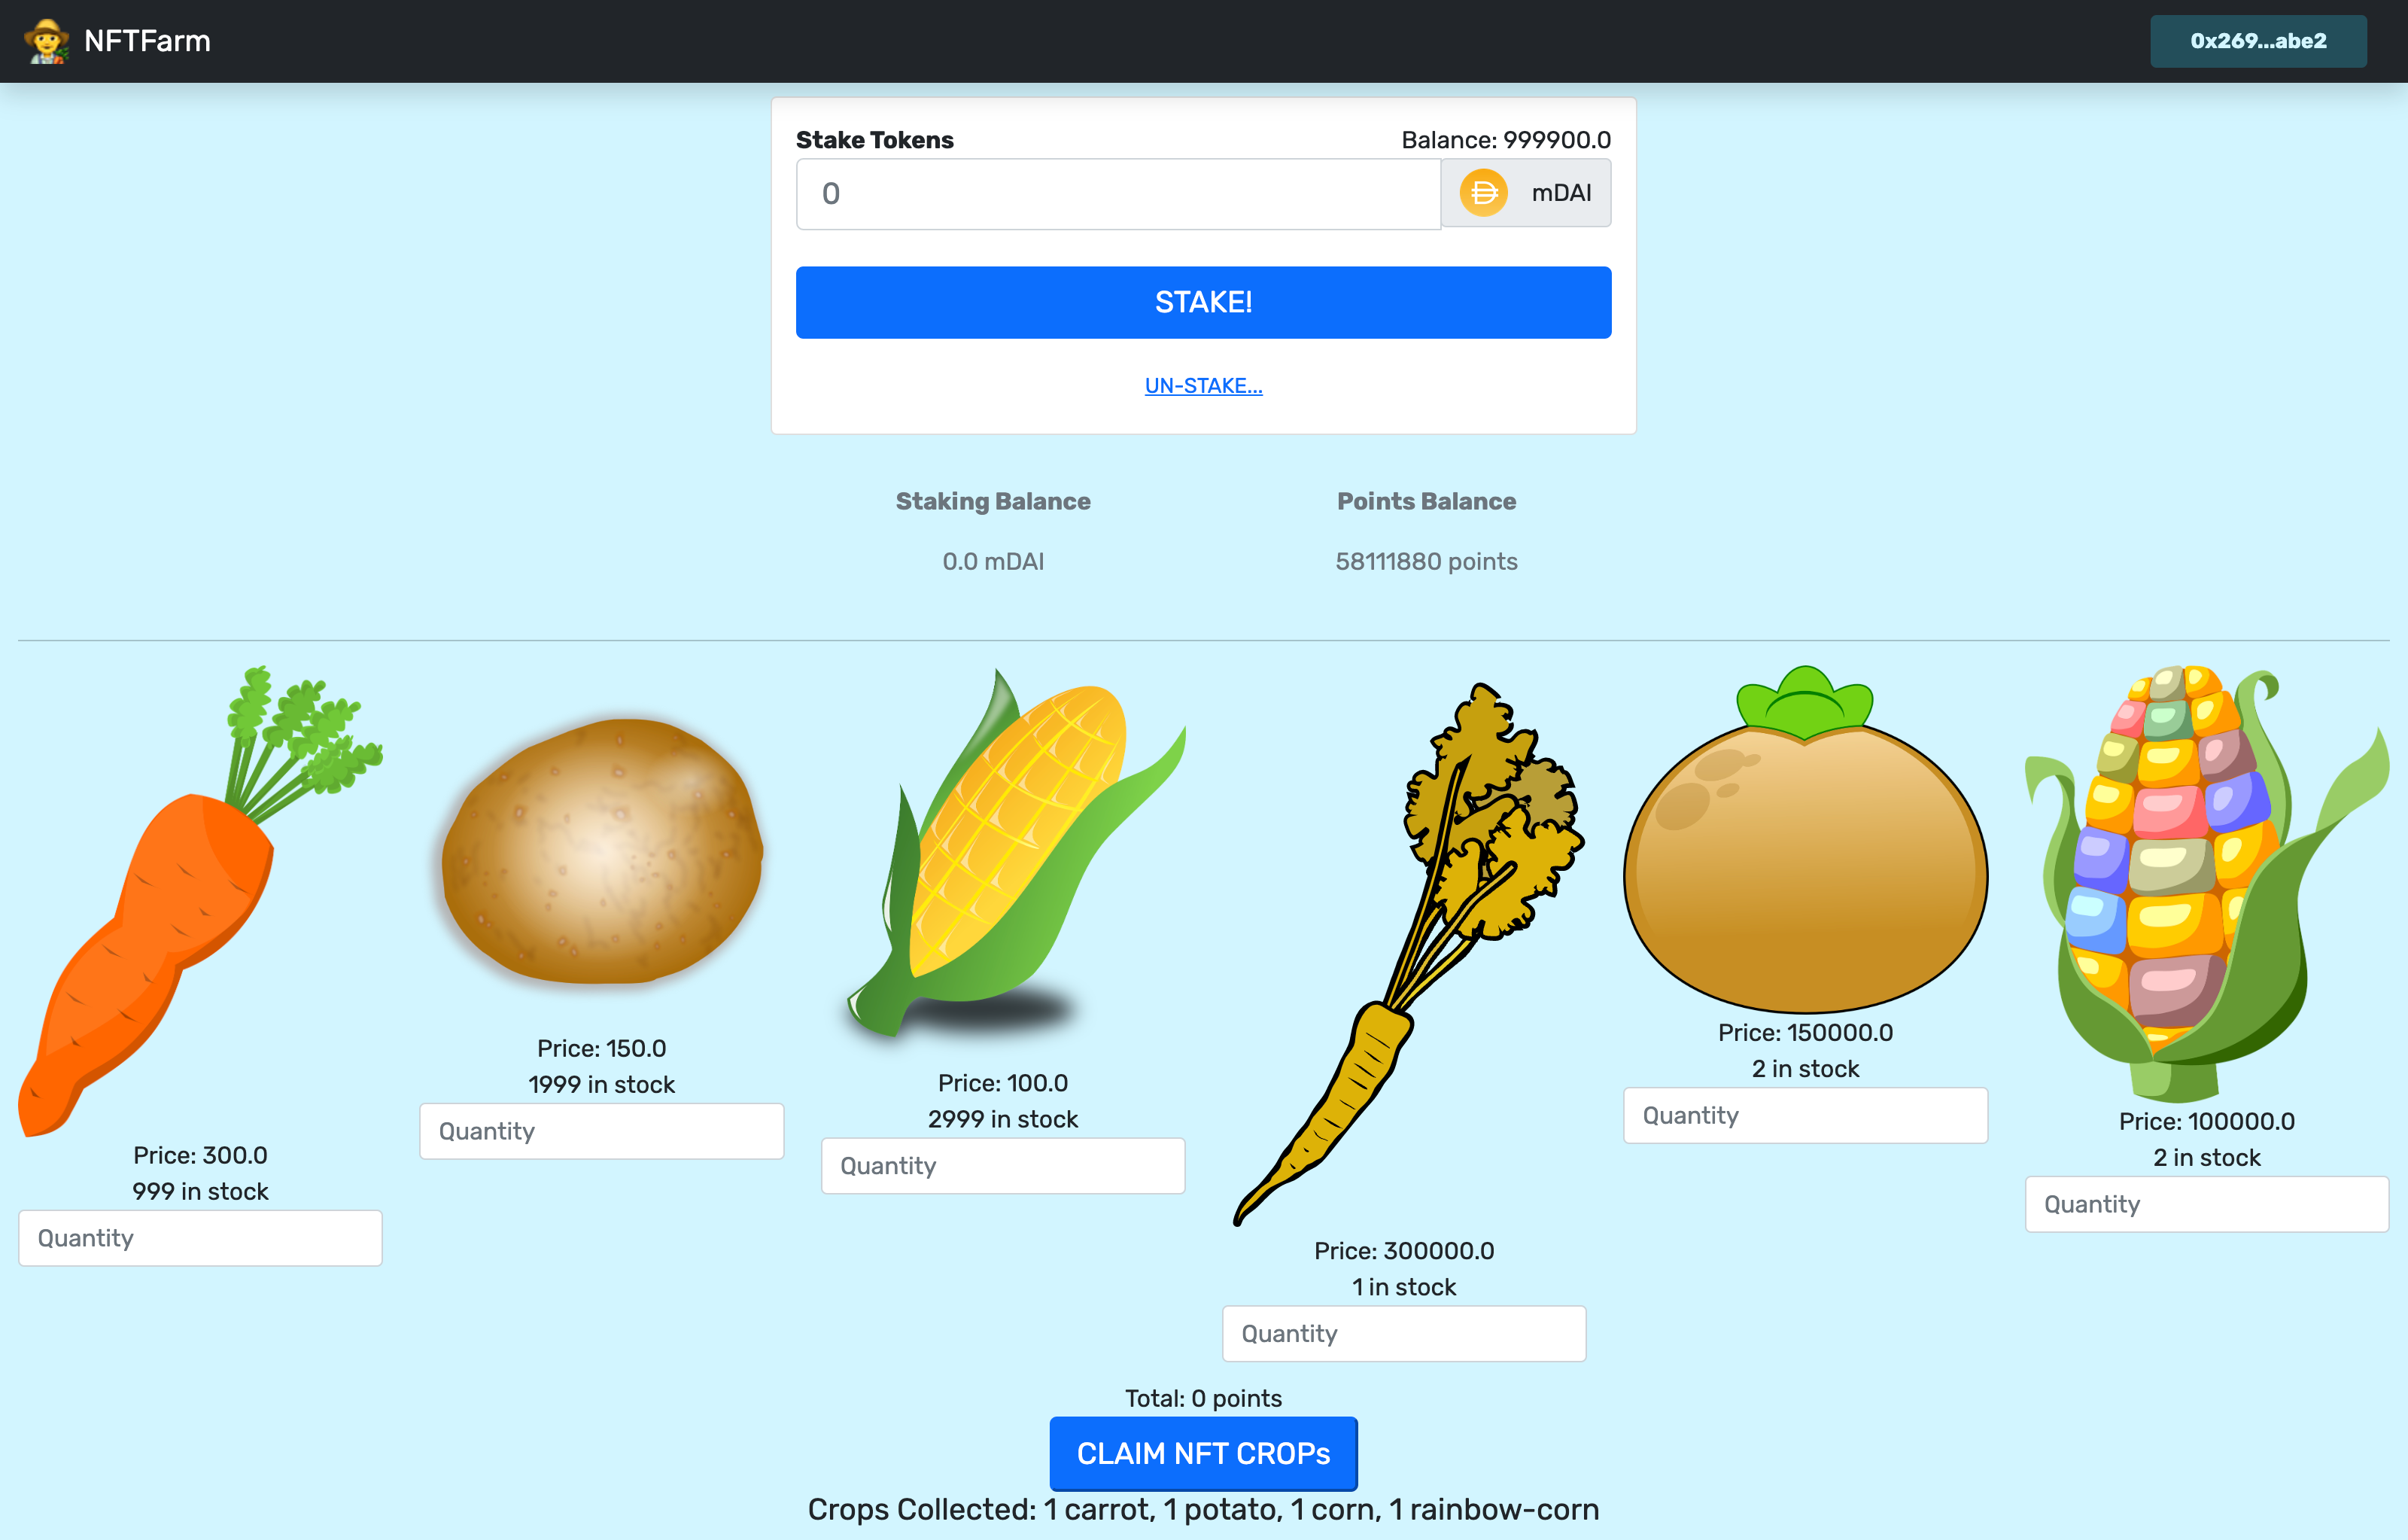 NFTFarm
0x269...abe2
Stake Tokens
Balance: 999900.0
0
mDAI
STAKE!
UN-STAKE...
Staking Balance
Points Balance
0.0 mDAI
58111880 points
Price: 300.0
999 in stock
Quantity
Price: 150.0
1999 in stock
Quantity
Price: 100.0
2999 in stock
Quantity
Price: 300000.0
1 in stock
Quantity
Price: 150000.0
2 in stock
Quantity
Price: 100000.0
2 in stock
Quantity
Total: 0 points
CLAIM NFT CROPs
Crops Collected: 1 carrot, 1 potato, 1 corn, 1 rainbow-corn